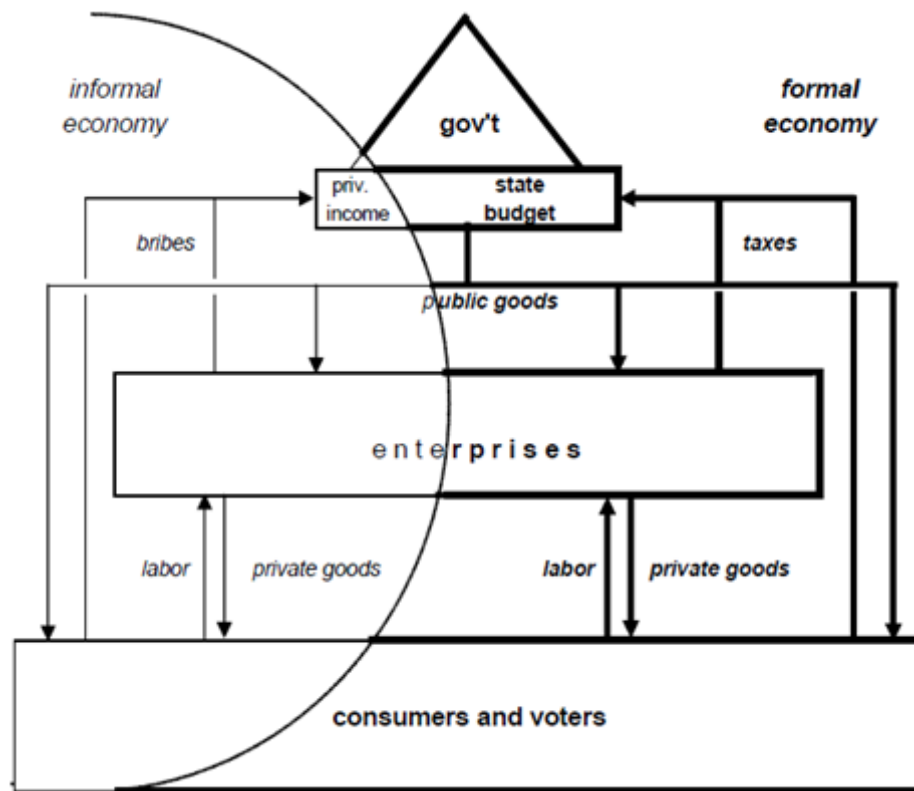 informal
economy
gov't
formal
economy
priv.
income
state
budget
bribes
taxes
public goods
enterprises
labor
private goods
labor
private goods
consumers and voters